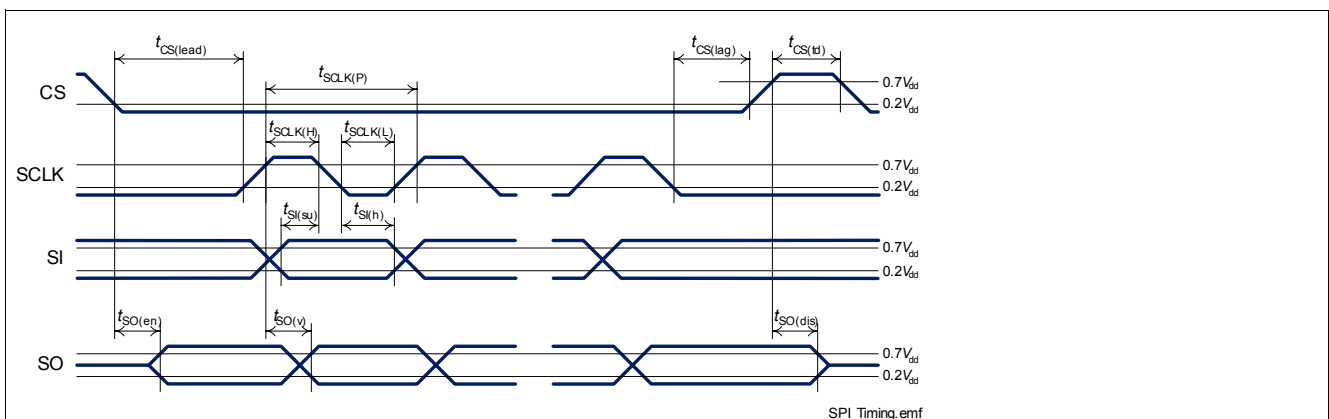 tCS(lead)
tCS(lag)
tCS(td)
tSCLK(P)
CS
0.7Vdd
0.2Vdd
tSCLK(H)
tSCLK(L)
SCLK
0.7Vdd
0.2Vdd
tSI(su)
tSI(h)
SI
0.7Vdd
0.2Vdd
tSO(en)
tSO(v)
tSO(dis)
SO
0.7Vdd
0.2Vdd
SPI Timing.emf